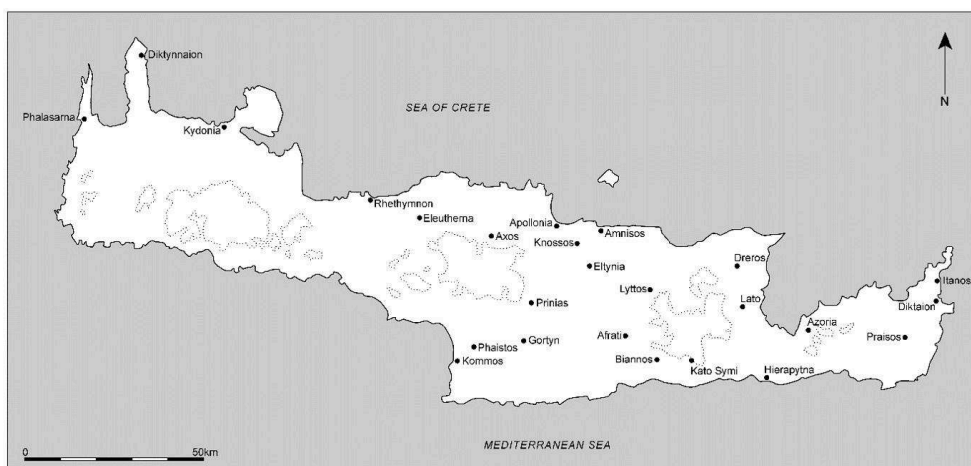 Diktynnaion
SEA OF CRETE
N
Phalasarna
Kydonia
Rhethymnon
Eleutherna
Apollonia
Amnisos
Axos
Knossos
Eltynia
Dreros
Itanos
Lyttos
Diktaion
Prinias
Lato
Azoria
Afrati
Praisos
Gortyn
Phaistos
Kommos
Biannos
Kato Symi
Hierapytna
MEDITERRANEAN SEA
0
50km